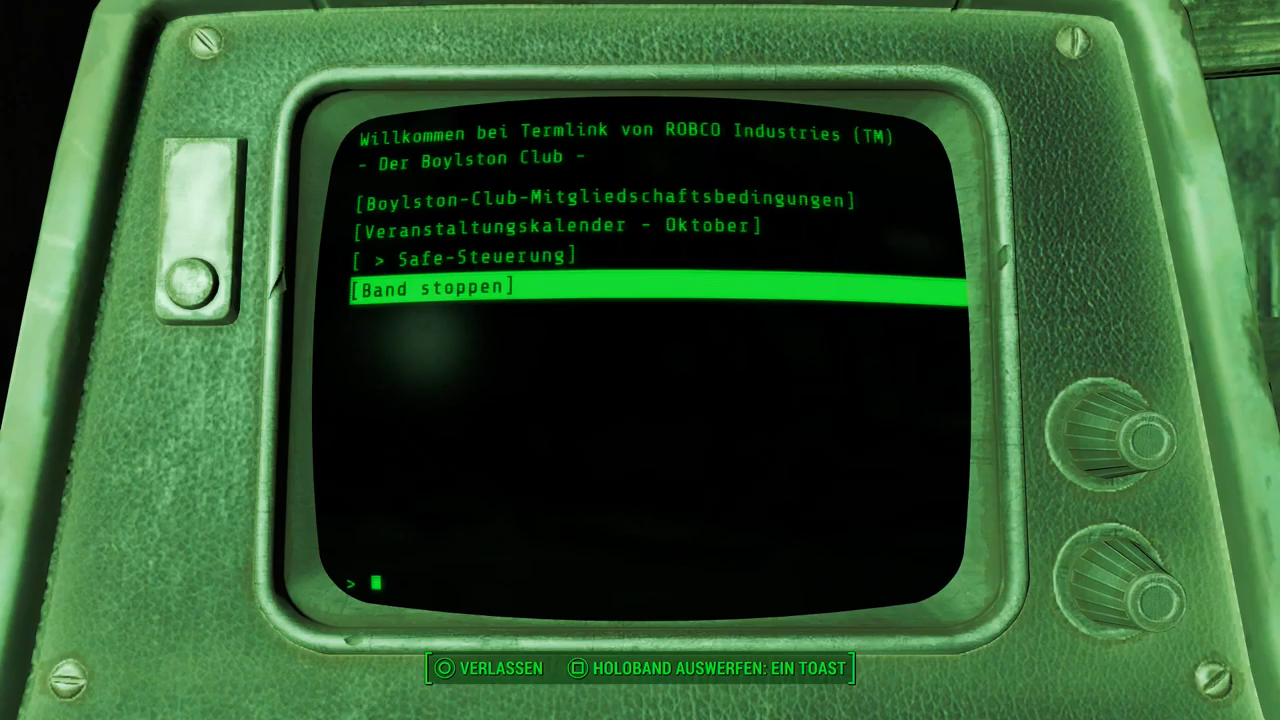 Willkommen bei Termlink von ROBCO Industries (TM)
- Der Boylston Club -
[Boylston-Club-Mitgliedschaftsbedingungen]
[Veranstaltungskalender - Oktober]
[ > Safe-Steuerung]
[Band stoppen]
>
VERLASSEN HOLOBAND AUSWERFEN: EIN TOAST